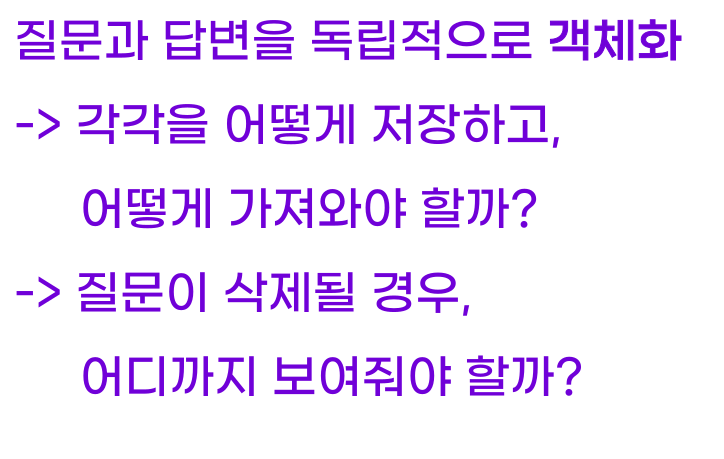 질문과 답변을 독립적으로 객체화
-> 각각을 어떻게 저장하고,
어떻게 가져와야 할까?
-> 질문이 삭제될 경우,
어디까지 보여줘야 할까?